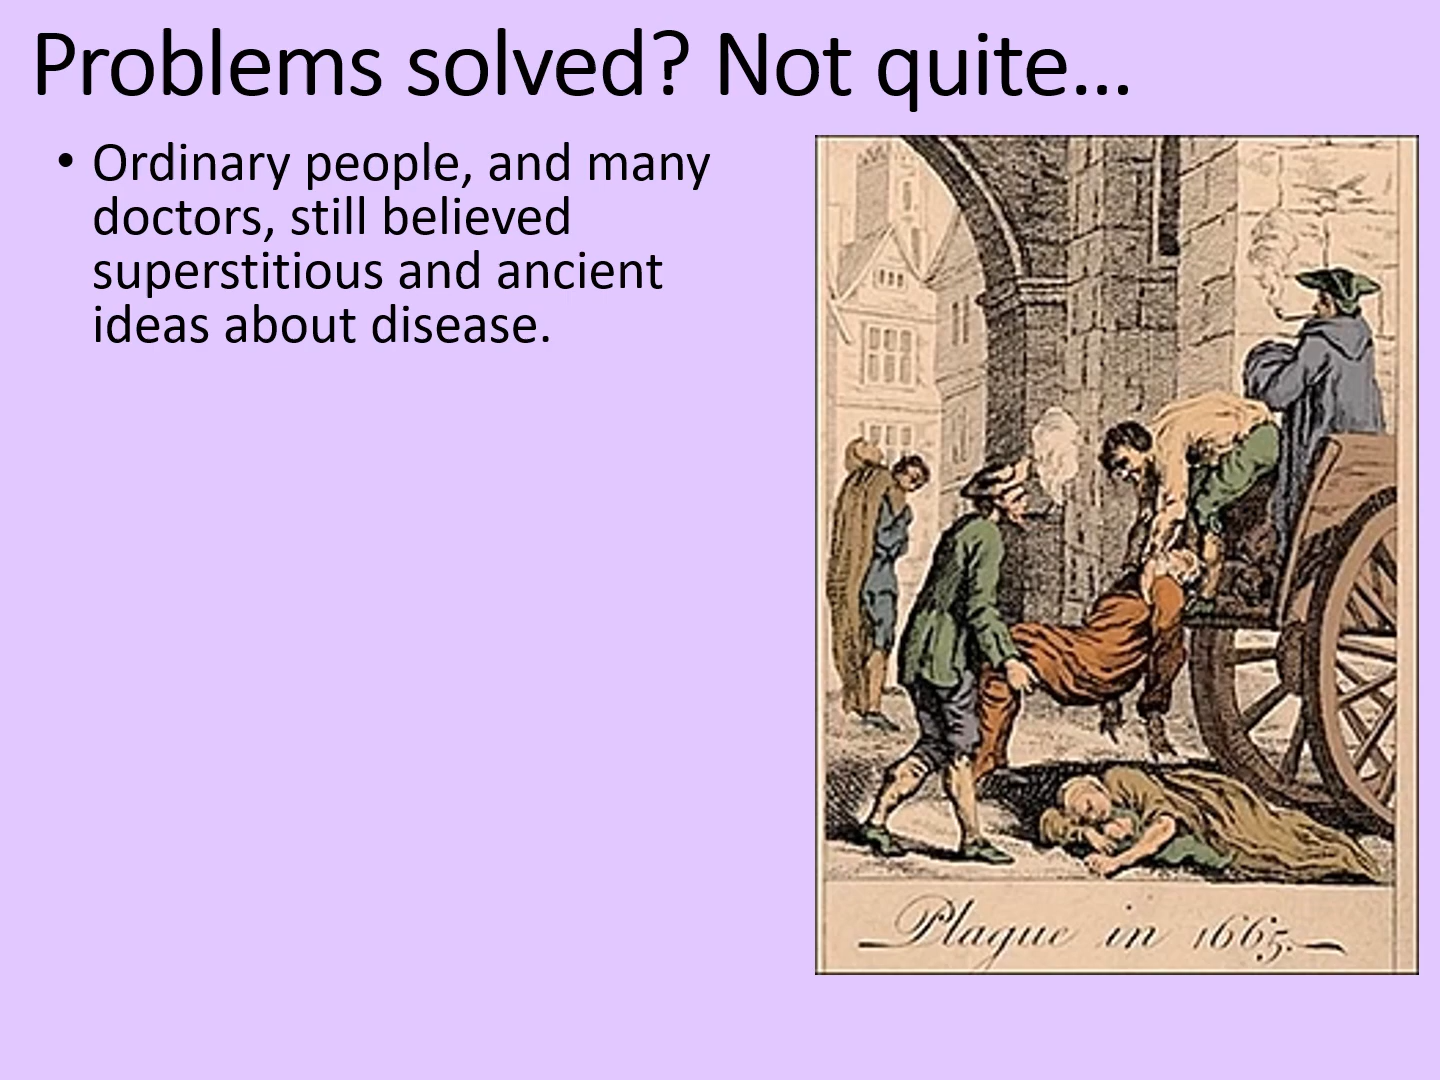 Problems solved? Not quite…
• Ordinary people, and many
doctors, still believed
superstitious and ancient
ideas about disease.
Plague in 1665.